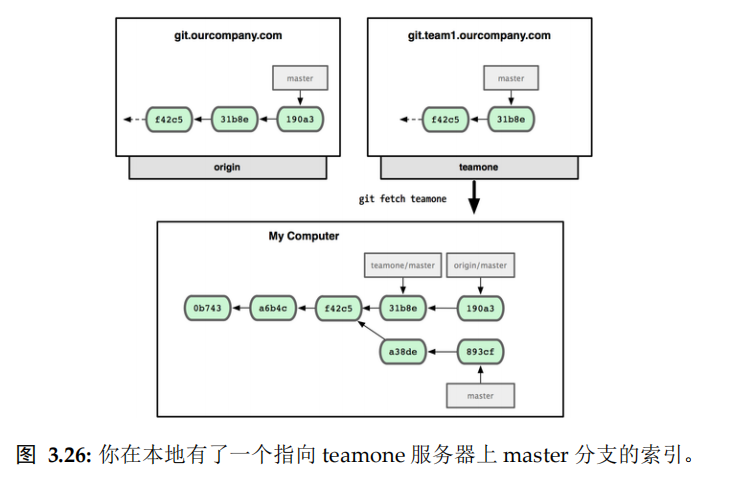 git.ourcompany.com
master
f42c5 31b8e 190a3
origin
git.team1.ourcompany.com
master
f42c5 31b8e
teamone
git fetch teamone
My Computer
teamone/master origin/master
0b743 a6b4c f42c5 31b8e 190a3
a38de 893cf
master
图 3.26: 你在本地有了一个指向 teamone 服务器上 master 分支的索引。